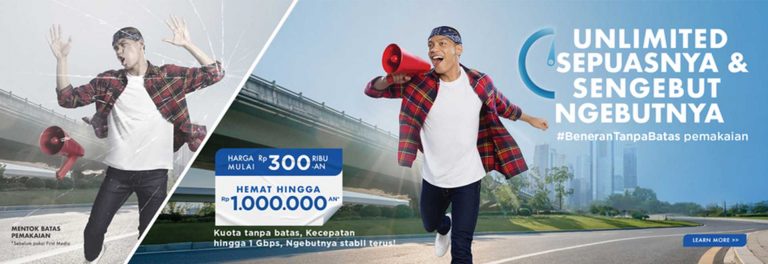 MENTOK BATAS
PEMAKAIAN
*Sebelum pakai First Media
HARGA MULAI Rp 300 RIBU -AN
HEMAT HINGGA
Rp 1.000.000 AN*
Kuota tanpa batas, Kecepatan
hingga 1 Gbps, Ngebutnya stabil terus!
UNLIMITED
SEPUASNYA &
SENGEBUT
NGEBUTNYA
#BeneranTanpaBatas pemakaian
LEARN MORE >>